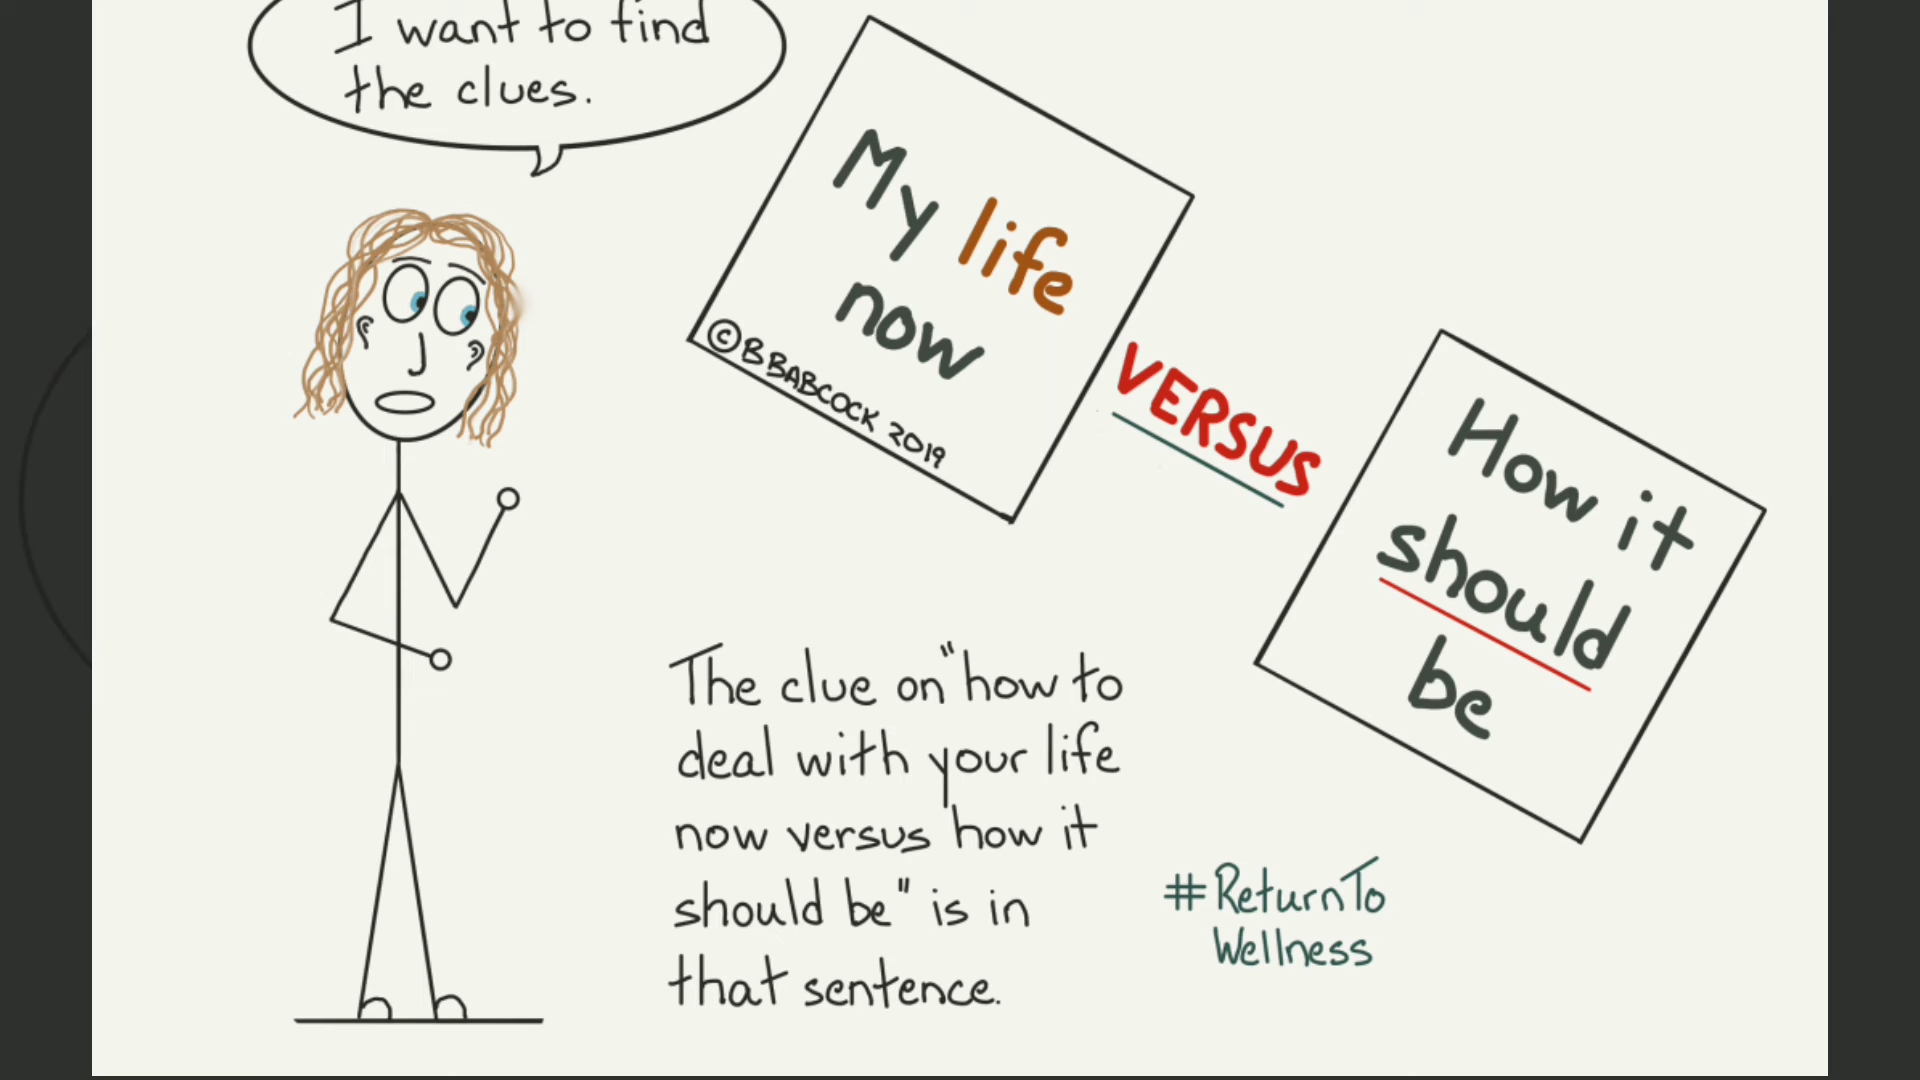 I want to find
the clues.
My life
now
© B BABCOCK 2019
VERSUS
How it
should
be
The clue on "how to
deal with your life
now versus how it
should be" is in
that sentence.
#ReturnTo
Wellness